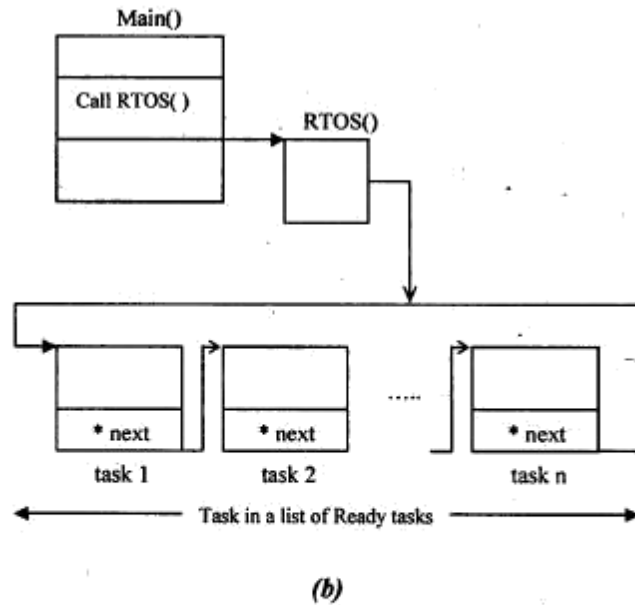 Main()
Call RTOS( )
RTOS()
* next
* next
.....
* next
task 1
task 2
task n
Task in a list of Ready tasks
(b)